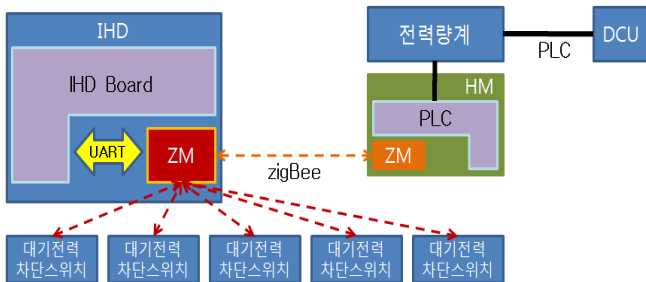 IHD
IHD Board
UART
ZM
zigBee
전력량계
PLC
DCU
HM
PLC
ZM
대기전력
차단스위치
대기전력
차단스위치
대기전력
차단스위치
대기전력
차단스위치
대기전력
차단스위치